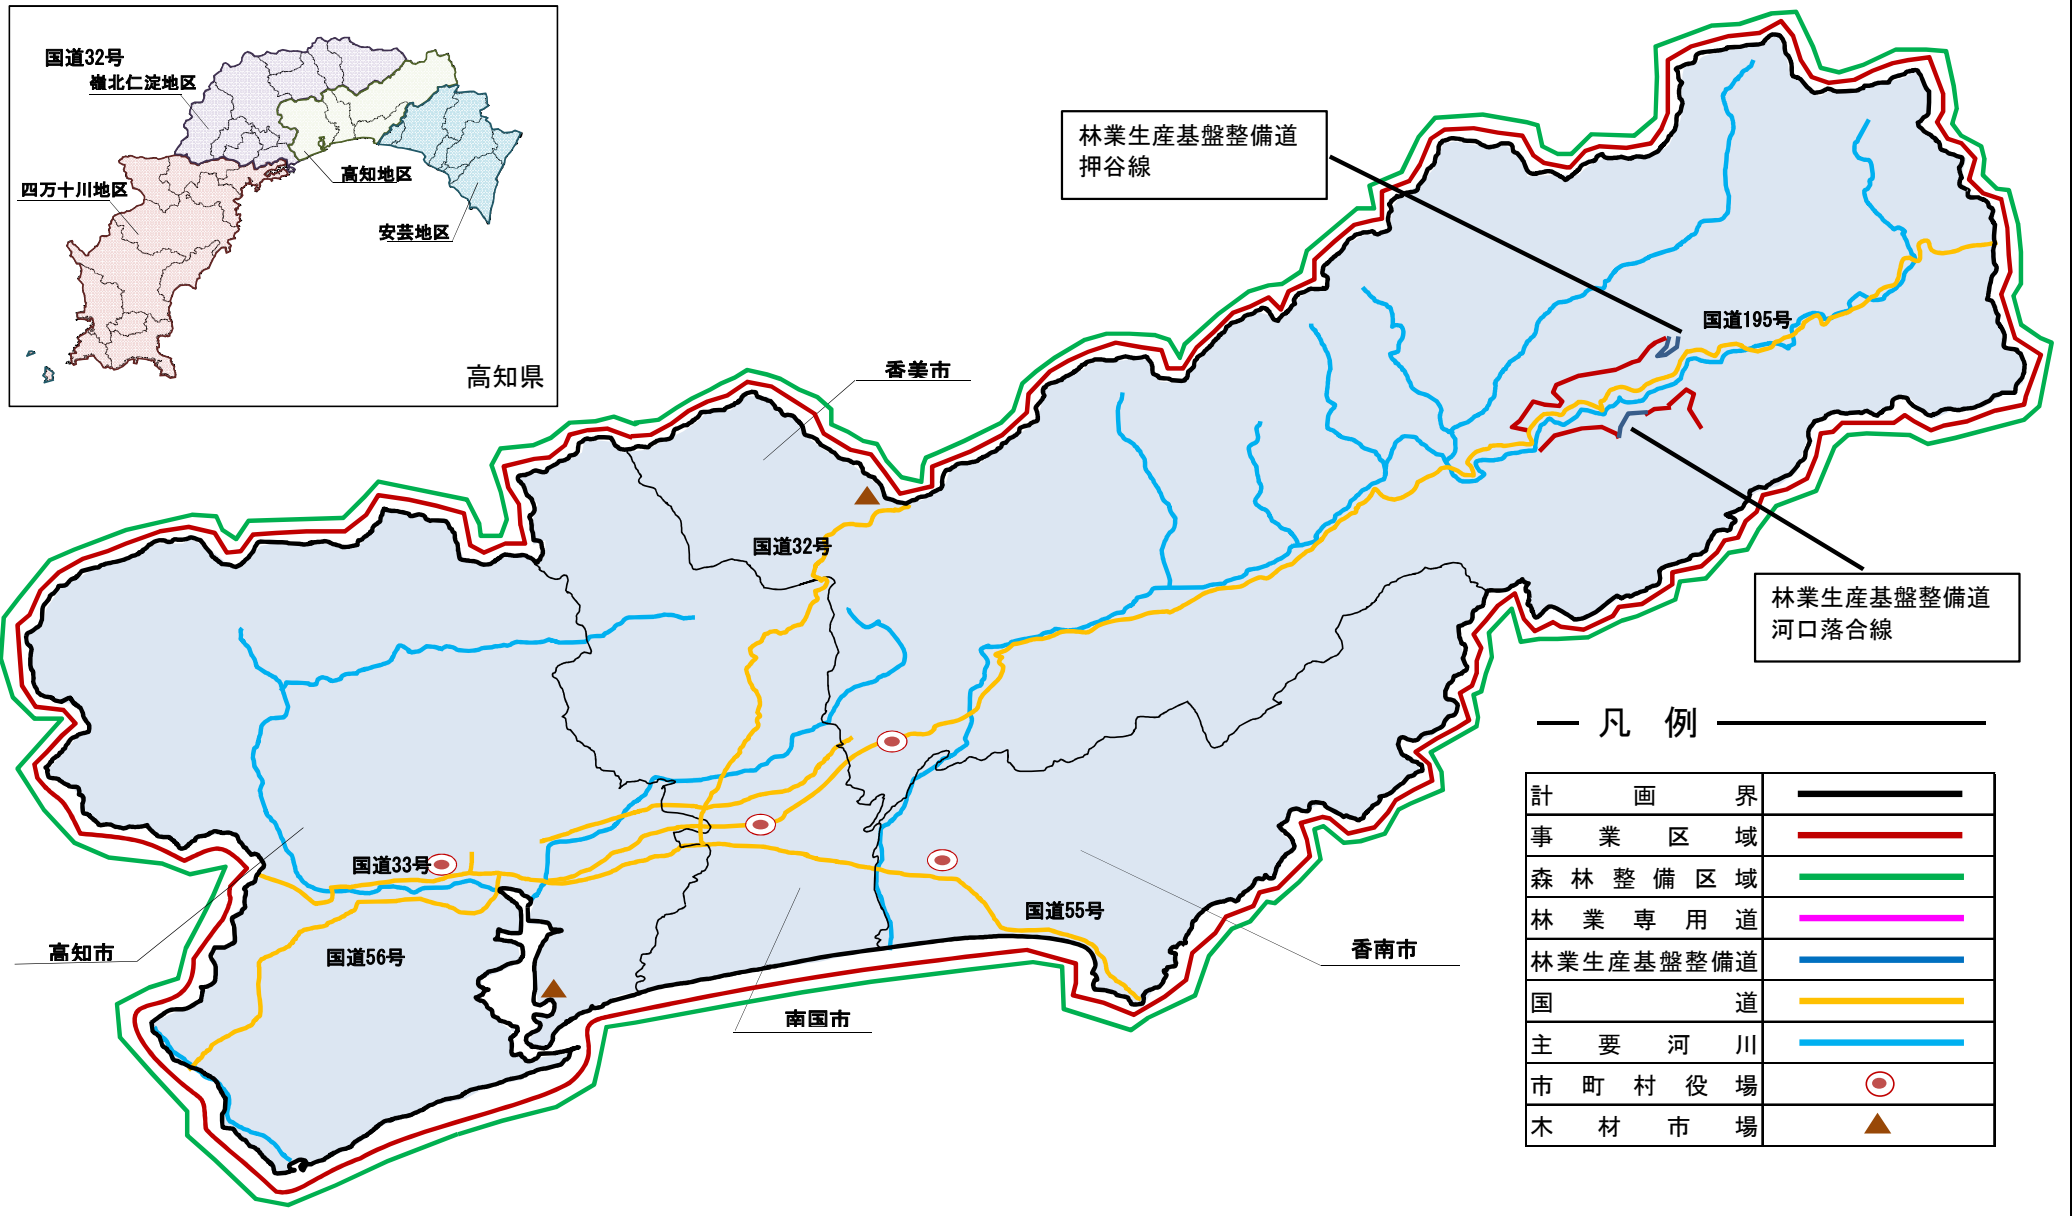 国道32号
嶺北仁淀地区
高知地区
四万十川地区
安芸地区
高知県
林業生産基盤整備道
押谷線
国道195号
香美市
国道32号
林業生産基盤整備道
河口落合線
国道33号
高知市
国道56号
国道55号
香南市
南国市
凡 例
計画界
事業区域
森林整備区域
林業専用道
林業生産基盤整備道
国道
主要河川
市町村役場
木材市場